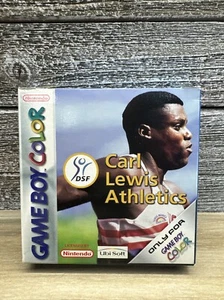 Nintendo
GAME BOY COLOR
DSF
Carl
Lewis
Athletics
Nintendo
Ubi Soft
ONLY FOR
GAME BOY
COLOR